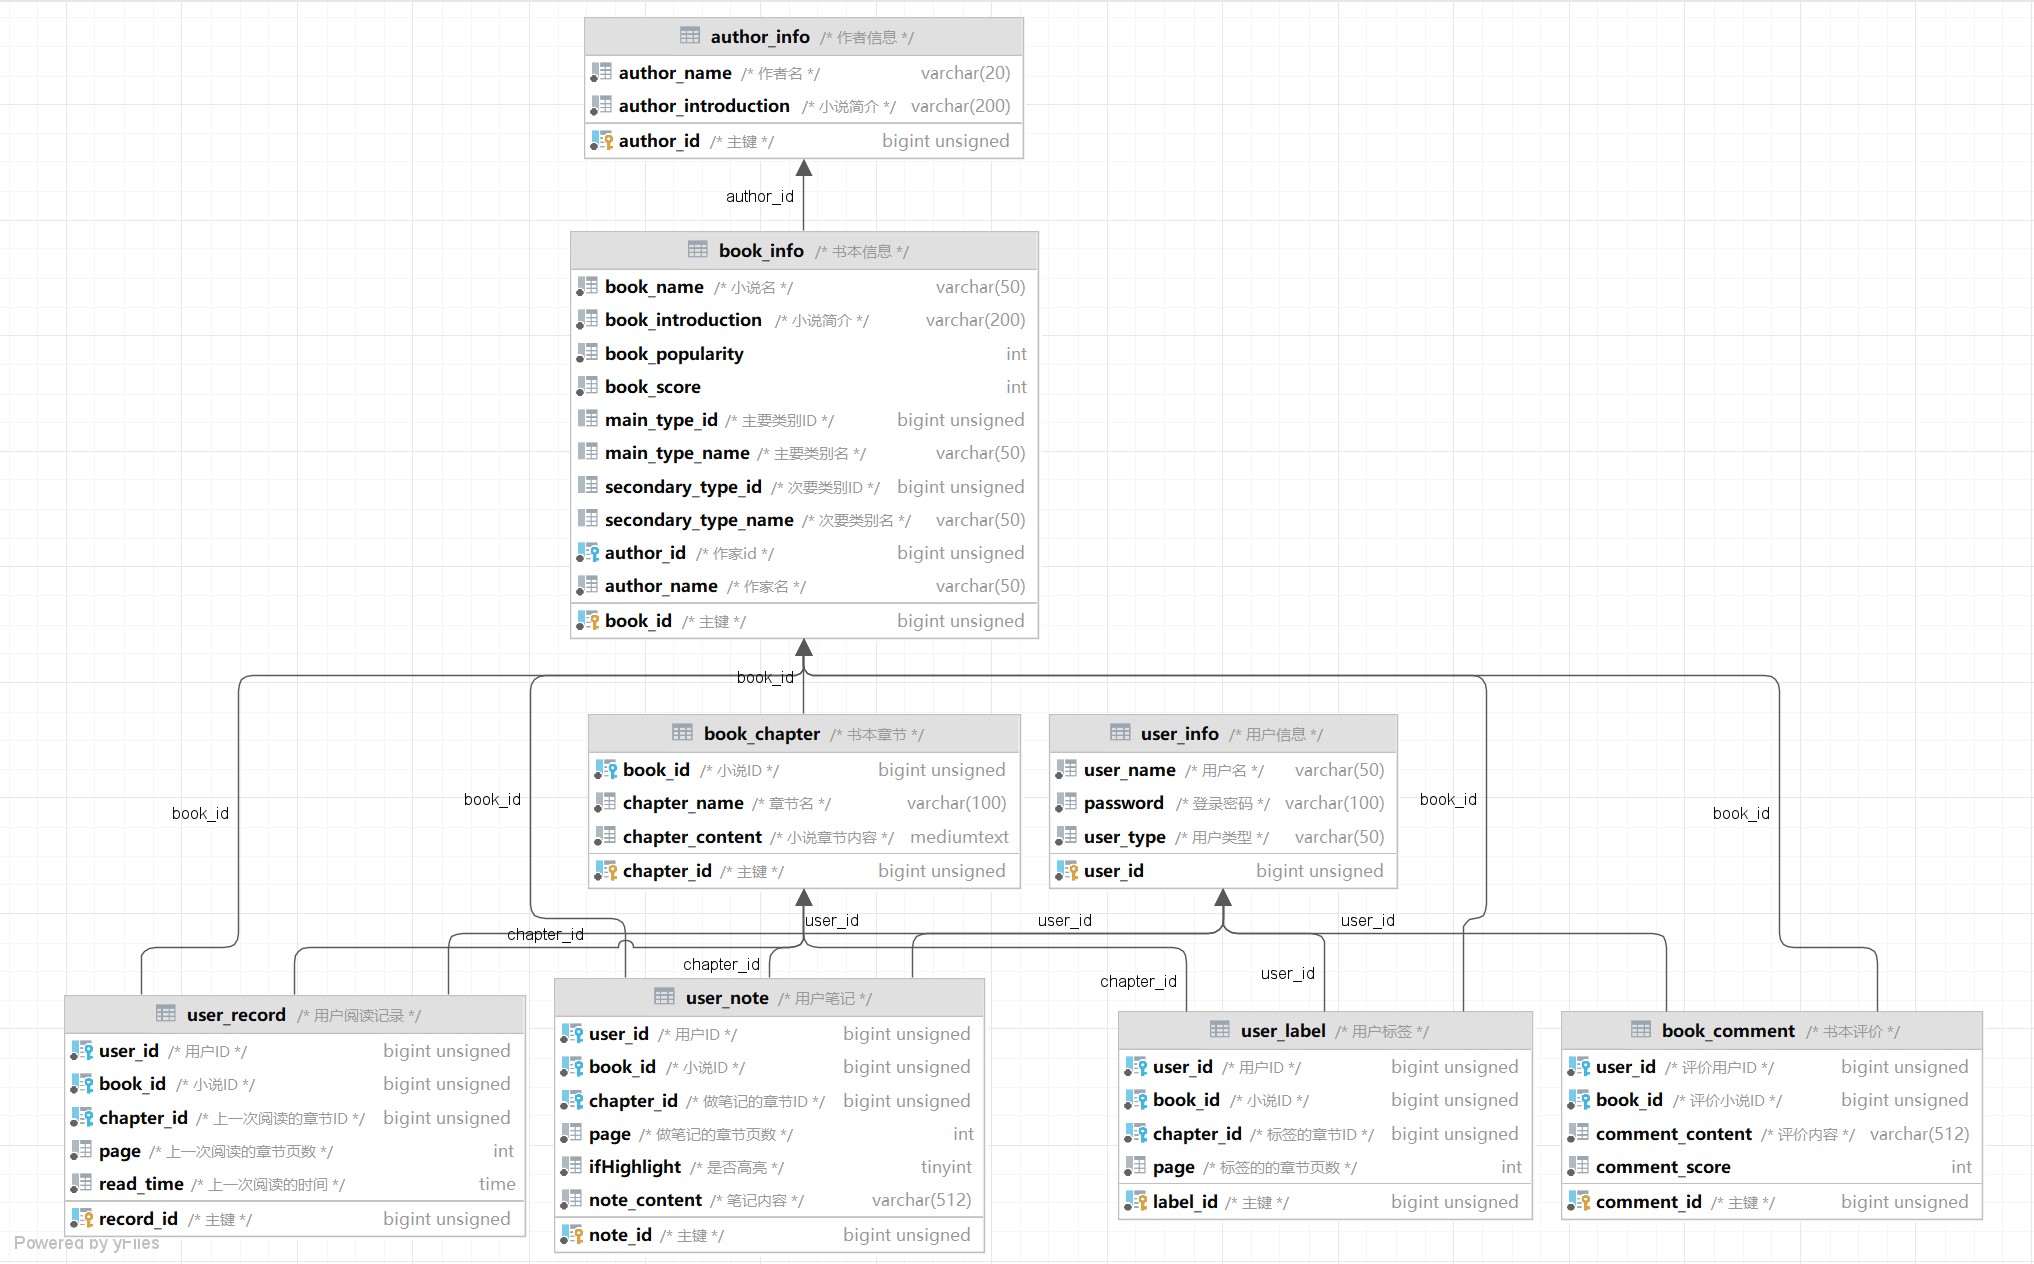 author_info /* 作者信息 */
author_name /* 作者名 */ varchar(20)
author_introduction /* 小说简介 */ varchar(200)
author_id /* 主键 */ bigint unsigned
author_id
book_info /* 书本信息 */
book_name /* 小说名 */ varchar(50)
book_introduction /* 小说简介 */ varchar(200)
book_popularity int
book_score int
main_type_id /* 主要类别ID */ bigint unsigned
main_type_name /* 主要类别名 */ varchar(50)
secondary_type_id /* 次要类别ID */ bigint unsigned
secondary_type_name /* 次要类别名 */ varchar(50)
author_id /* 作家id */ bigint unsigned
author_name /* 作家名 */ varchar(50)
book_id /* 主键 */ bigint unsigned
book_id
book_id
book_id
book_id
book_id
book_chapter /* 书本章节 */
book_id /* 小说ID */ bigint unsigned
chapter_name /* 章节名 */ varchar(100)
chapter_content /* 小说章节内容 */ mediumtext
chapter_id /* 主键 */ bigint unsigned
user_info /* 用户信息 */
user_name /* 用户名 */ varchar(50)
password /* 登录密码 */ varchar(100)
user_type /* 用户类型 */ varchar(50)
user_id bigint unsigned
user_id
user_id
user_id
chapter_id
chapter_id
user_id
chapter_id
user_record /* 用户阅读记录 */
user_id /* 用户ID */ bigint unsigned
book_id /* 小说ID */ bigint unsigned
chapter_id /* 上一次阅读的章节ID */ bigint unsigned
page /* 上一次阅读的章节页数 */ int
read_time /* 上一次阅读的时间 */ time
record_id /* 主键 */ bigint unsigned
user_note /* 用户笔记 */
user_id /* 用户ID */ bigint unsigned
book_id /* 小说ID */ bigint unsigned
chapter_id /* 做笔记的章节ID */ bigint unsigned
page /* 做笔记的章节页数 */ int
ifHighlight /* 是否高亮 */ tinyint
note_content /* 笔记内容 */ varchar(512)
note_id /* 主键 */ bigint unsigned
user_label /* 用户标签 */
user_id /* 用户ID */ bigint unsigned
book_id /* 小说ID */ bigint unsigned
chapter_id /* 标签的章节ID */ bigint unsigned
page /* 标签的的章节页数 */ int
label_id /* 主键 */ bigint unsigned
book_comment /* 书本评价 */
user_id /* 评价用户ID */ bigint unsigned
book_id /* 评价小说ID */ bigint unsigned
comment_content /* 评价内容 */ varchar(512)
comment_score int
comment_id /* 主键 */ bigint unsigned
Powered by yFiles